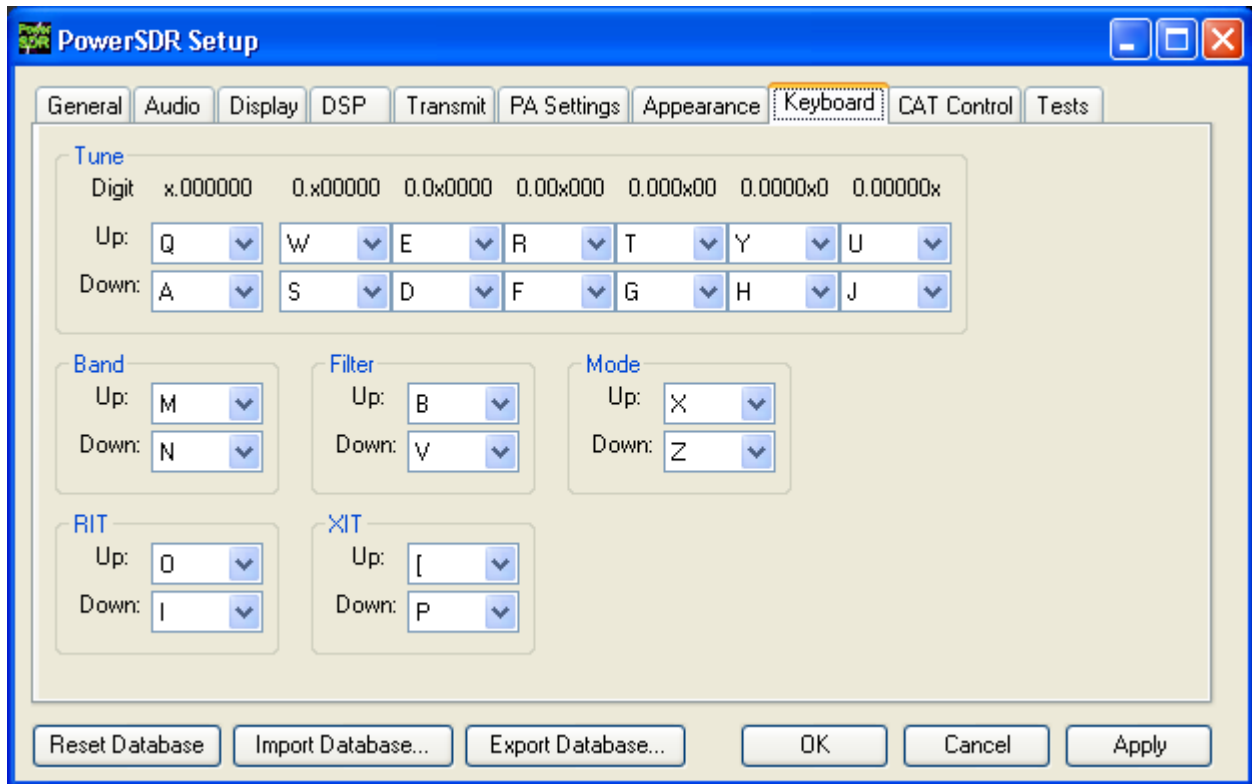 PowerSDR Setup
General Audio Display DSP Transmit PA Settings Appearance Keyboard CAT Control Tests
Tune
Digit x.000000 0.x00000 0.0x0000 0.00x000 0.000x00 0.0000x0 0.00000x
Up: Q W E R T Y U
Down: A S D F G H J
Band Filter Mode
Up: M Up: B Up: X
Down: N Down: V Down: Z
RIT XIT
Up: O Up: [
Down: I Down: P
Reset Database Import Database... Export Database... OK Cancel Apply